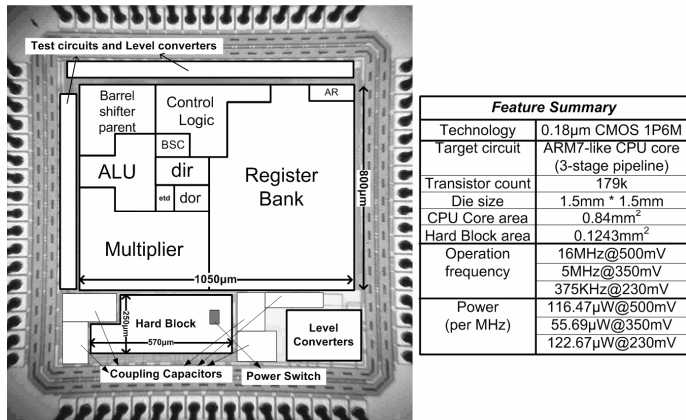 Test circuits and Level converters
Barrel
shifter
parent
Control
Logic
AR
BSC
ALU
dir
etd
dor
Register
Bank
800µm
Multiplier
1050µm
250µm
Hard Block
570µm
Level
Converters
Coupling Capacitors
Power Switch
Feature Summary
Technology 0.18µm CMOS 1P6M
Target circuit ARM7-like CPU core
(3-stage pipeline)
Transistor count 179k
Die size 1.5mm * 1.5mm
CPU Core area 0.84mm²
Hard Block area 0.1243mm²
Operation 16MHz@500mV
frequency 5MHz@350mV
375KHz@230mV
Power 116.47µW@500mV
(per MHz) 55.69µW@350mV
122.67µW@230mV